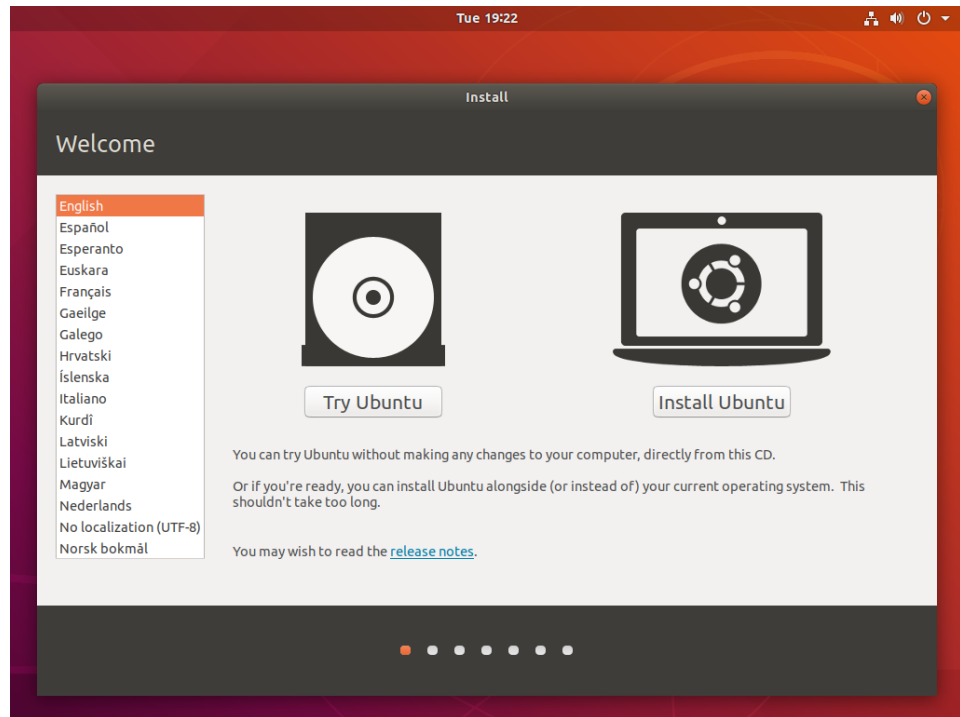 Tue 19:22
Install
Welcome
English
Español
Esperanto
Euskara
Français
Gaeilge
Galego
Hrvatski
Íslenska
Italiano
Kurdî
Latviski
Lietuviškai
Magyar
Nederlands
No localization (UTF-8)
Norsk bokmål
Try Ubuntu
Install Ubuntu
You can try Ubuntu without making any changes to your computer, directly from this CD.
Or if you're ready, you can install Ubuntu alongside (or instead of) your current operating system. This
shouldn't take too long.
You may wish to read the release notes.